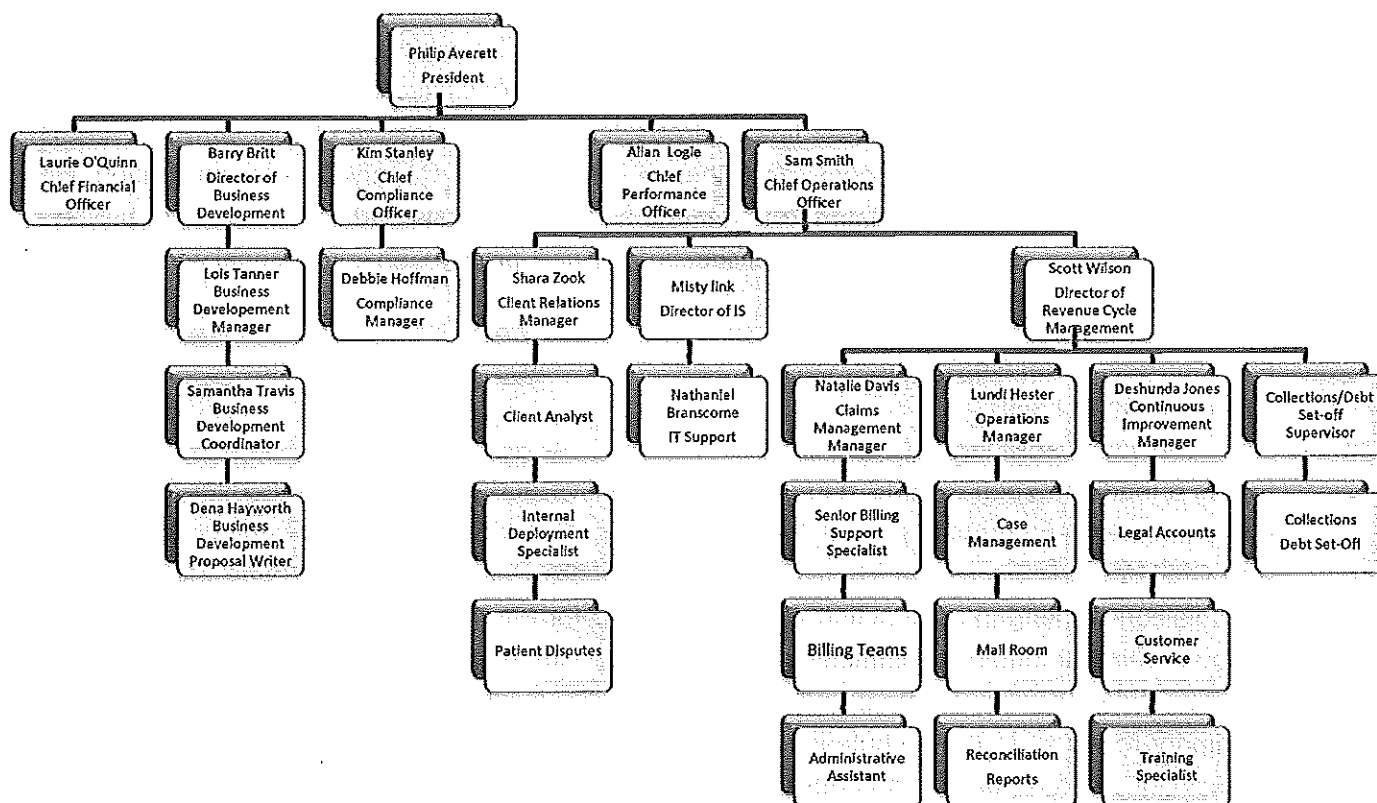 Philip Averett
President
Laurie O'Quinn
Chief Financial
Officer
Barry Britt
Director of
Business
Development
Kim Stanley
Chief
Compliance
Officer
Allan Logie
Chief
Performance
Officer
Sam Smith
Chief Operations
Officer
Lois Tanner
Business
Developement
Manager
Debbie Hoffman
Compliance
Manager
Shara Zook
Client Relations
Manager
Misty link
Director of IS
Scott Wilson
Director of
Revenue Cycle
Management
Samantha Travis
Business
Development
Coordinator
Client Analyst
Nathaniel
Branscome
IT Support
Natalie Davis
Claims
Management
Manager
Lundi Hester
Operations
Manager
Deshunda Jones
Continuous
Improvement
Manager
Collections/Debt
Set-off
Supervisor
Dena Hayworth
Business
Development
Proposal Writer
Internal
Deployment
Specialist
Senior Billing
Support
Specialist
Case
Management
Legal Accounts
Collections
Debt Set-Off
Patient Disputes
Billing Teams
Mail Room
Customer
Service
Administrative
Assistant
Reconciliation
Reports
Training
Specialist